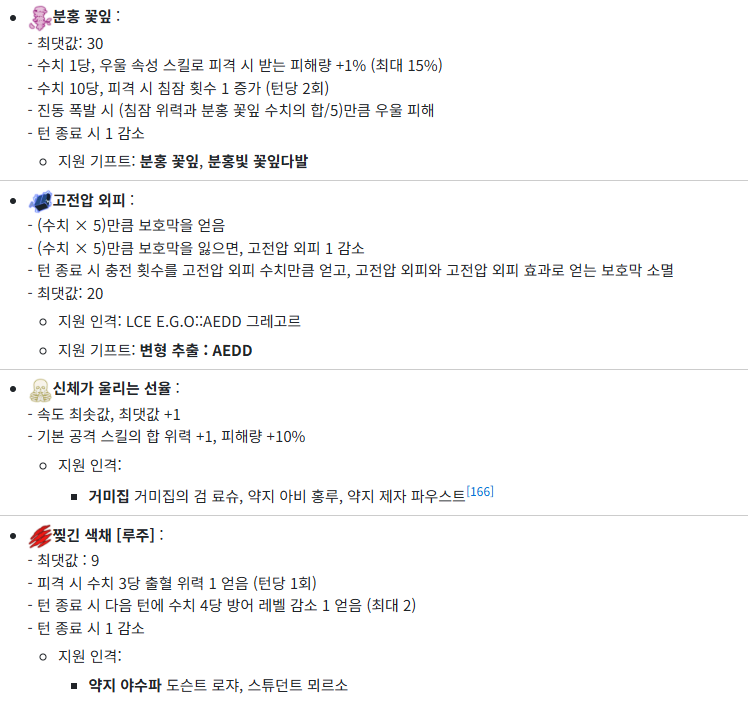 분홍 꽃잎 :
- 최댓값: 30
- 수치 1당, 우울 속성 스킬로 피격 시 받는 피해량 +1% (최대 15%)
- 수치 10당, 피격 시 침잠 횟수 1 증가 (턴당 2회)
- 진동 폭발 시 (침잠 위력과 분홍 꽃잎 수치의 합/5)만큼 우울 피해
- 턴 종료 시 1 감소
지원 기프트: 분홍 꽃잎, 분홍빛 꽃잎다발
고전압 외피 :
- (수치 × 5)만큼 보호막을 얻음
- (수치 × 5)만큼 보호막을 잃으면, 고전압 외피 1 감소
- 턴 종료 시 충전 횟수를 고전압 외피 수치만큼 얻고, 고전압 외피와 고전압 외피 효과로 얻는 보호막 소멸
- 최댓값: 20
지원 인격: LCE E.G.O::AEDD 그레고르
지원 기프트: 변형 추출 : AEDD
신체가 울리는 선율 :
- 속도 최솟값, 최댓값 +1
- 기본 공격 스킬의 합 위력 +1, 피해량 +10%
지원 인격:
거미집 거미집의 검 료슈, 약지 아비 홍루, 약지 제자 파우스트[166]
찢긴 색채 [루주] :
- 최댓값 : 9
- 피격 시 수치 3당 출혈 위력 1 얻음 (턴당 1회)
- 턴 종료 시 다음 턴에 수치 4당 방어 레벨 감소 1 얻음 (최대 2)
- 턴 종료 시 1 감소
지원 인격:
약지 야수파 도슨트 로쟈, 스튜던트 뫼르소